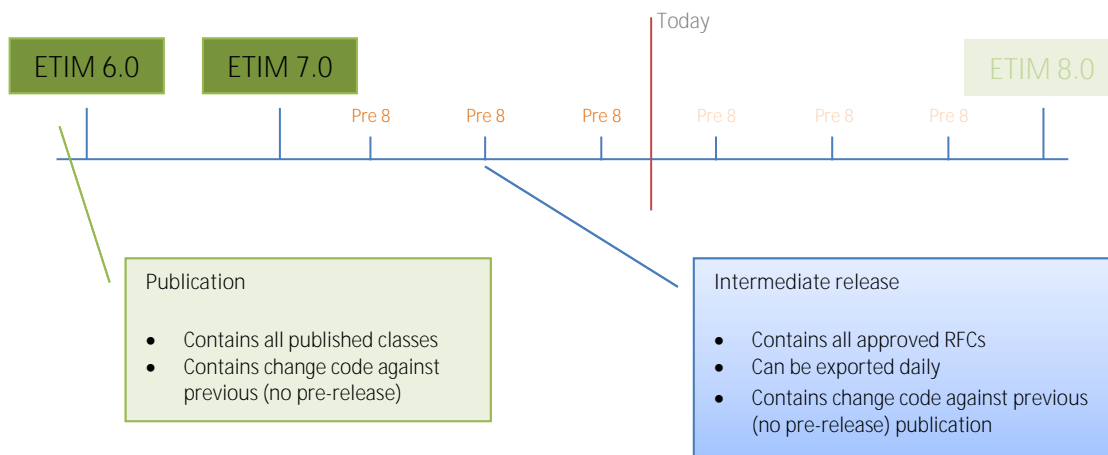 Today
ETIM 6.0
ETIM 7.0
ETIM 8.0
Pre 8
Pre 8
Pre 8
Pre 8
Pre 8
Pre 8
Publication
• Contains all published classes
• Contains change code against
previous (no pre-release)
Intermediate release
• Contains all approved RFCs
• Can be exported daily
• Contains change code against previous
(no pre-release) publication